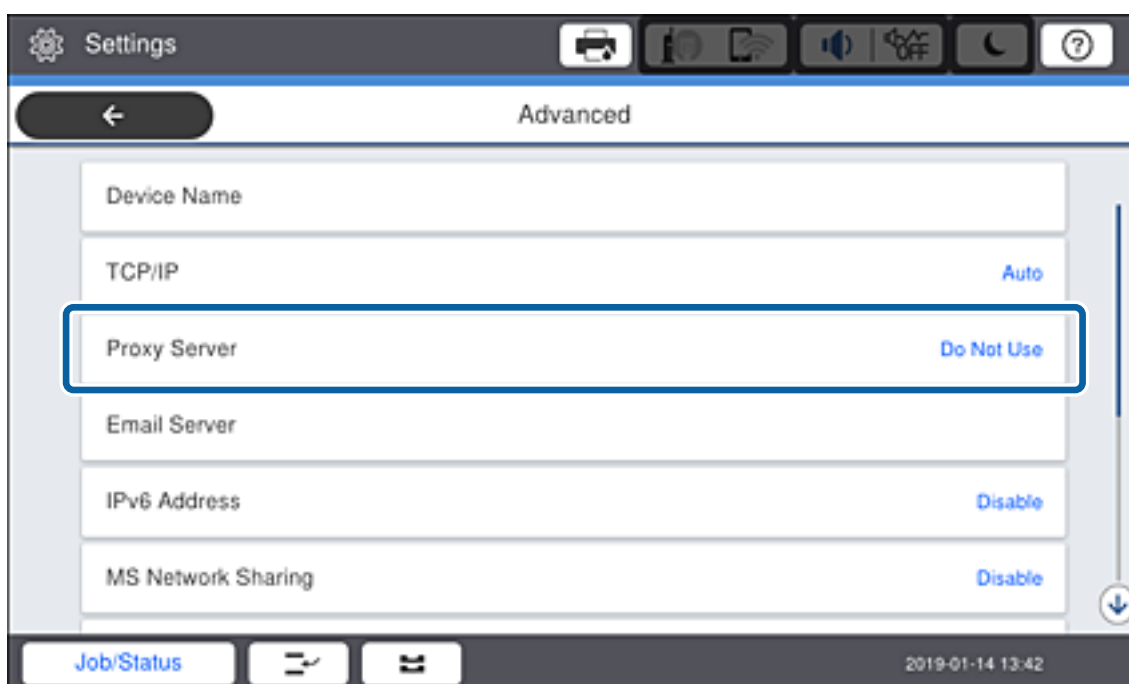 Settings
OFF
?
Advanced
Device Name
TCP/IP
Auto
Proxy Server
Do Not Use
Email Server
IPv6 Address
Disable
MS Network Sharing
Disable
Job/Status
2019-01-14 13:42